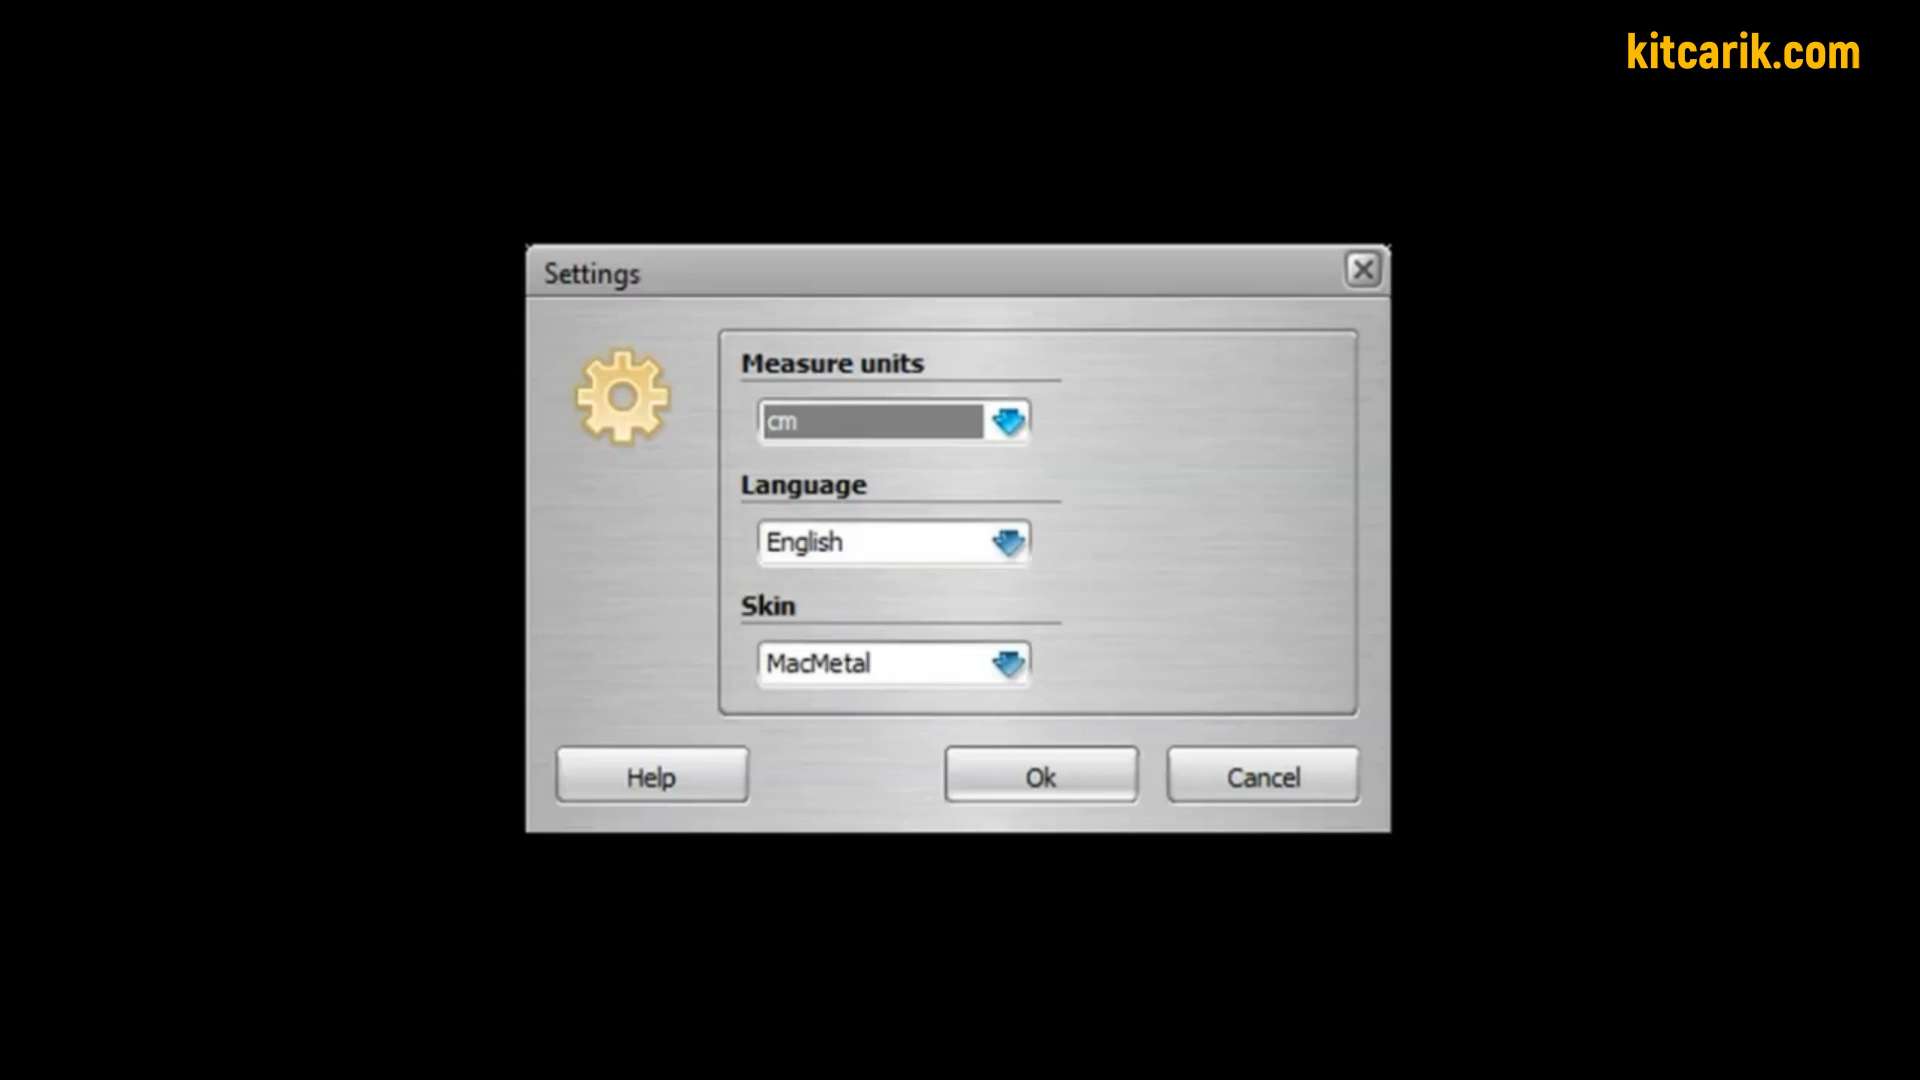 kitcarik.com
Settings
Measure units
cm
Language
English
Skin
MacMetal
Help Ok Cancel